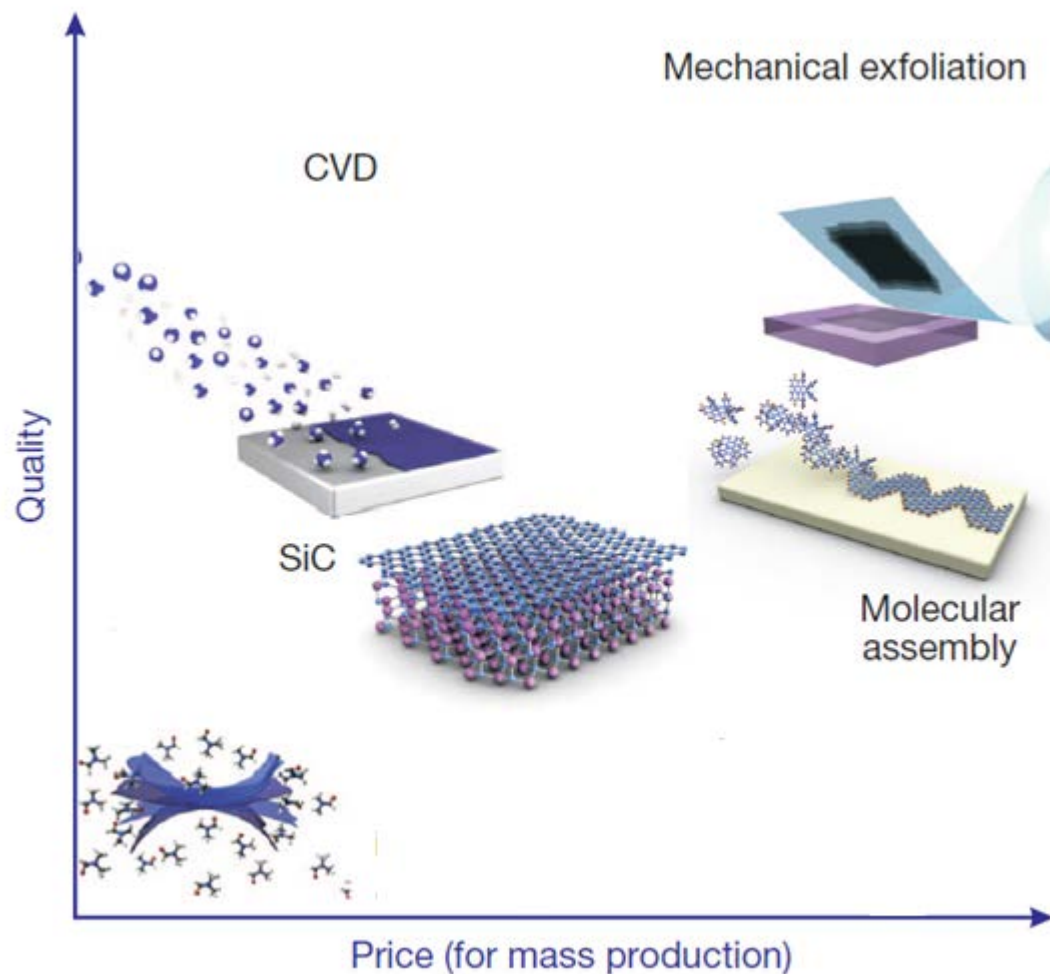 Mechanical exfoliation
CVD
Quality
SiC
Molecular
assembly
Price (for mass production)